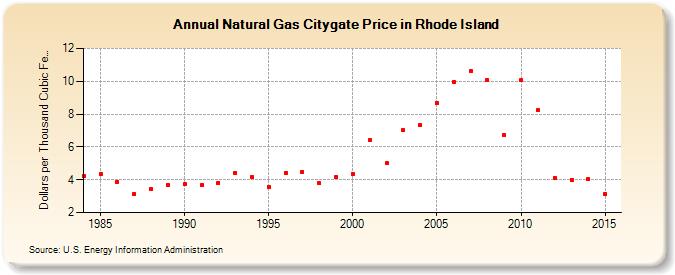 Annual Natural Gas Citygate Price in Rhode Island
Dollars per Thousand Cubic Fe...
12
10
8
6
4
2
1985 1990 1995 2000 2005 2010 2015
Source: U.S. Energy Information Administration